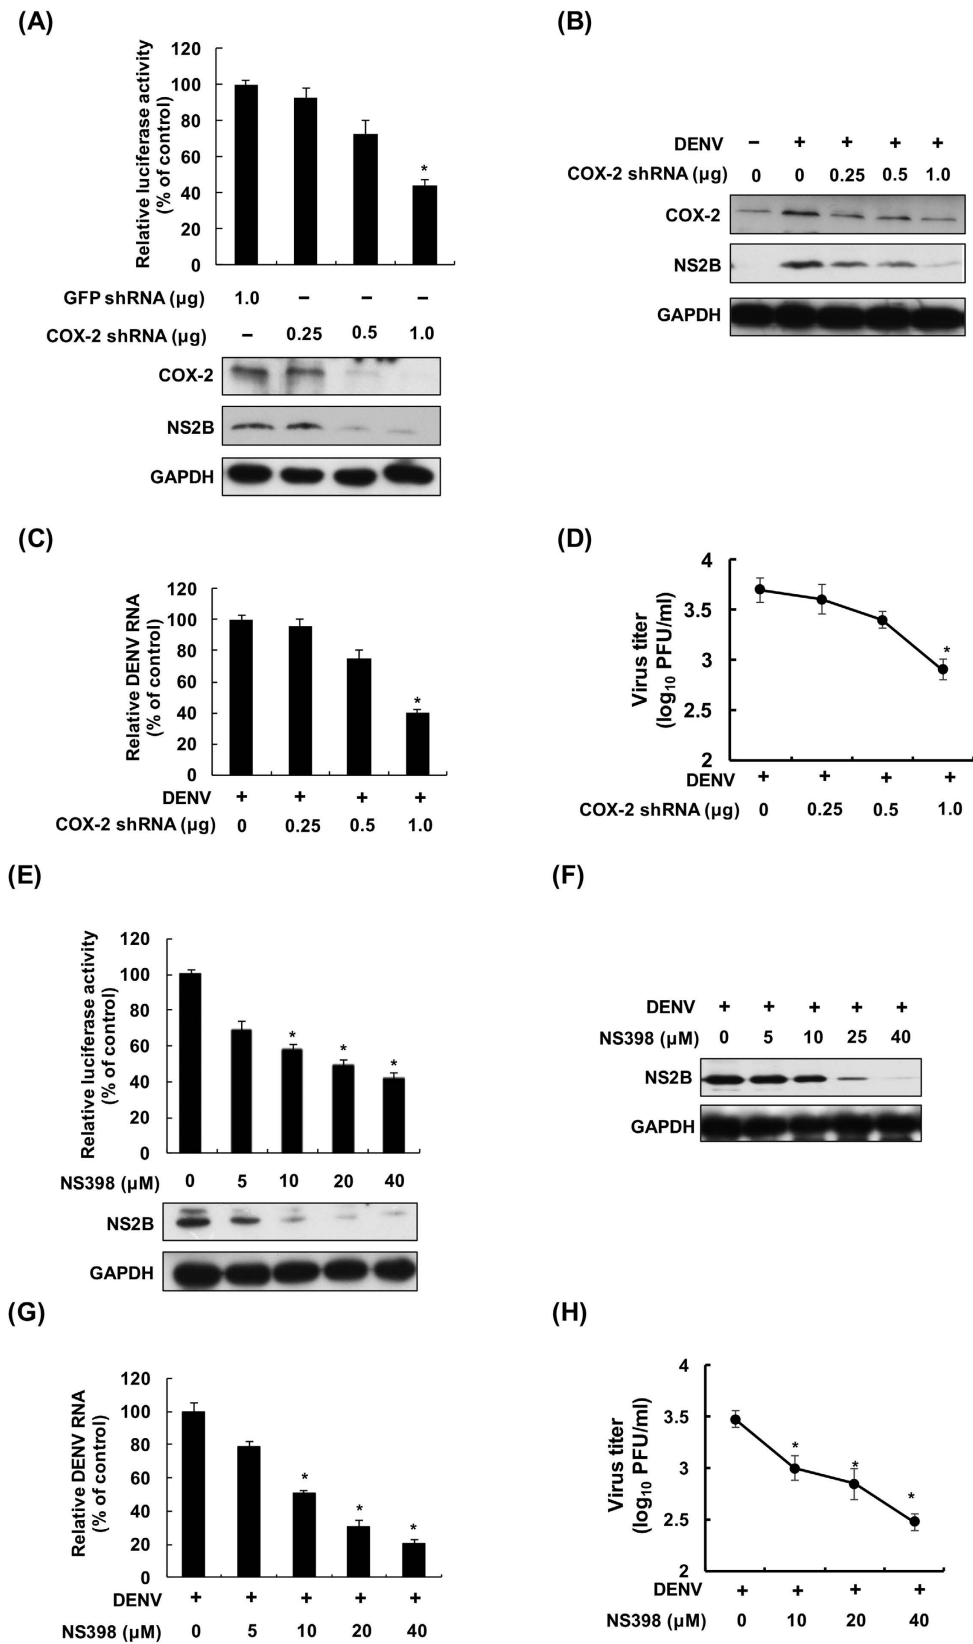 (A)
Relative luciferase activity
(% of control)
120
100
80
60
40
20
0
*
GFP shRNA (μg) 1.0 – – –
COX-2 shRNA (μg) – 0.25 0.5 1.0
COX-2
NS2B
GAPDH
(B)
DENV – + + + +
COX-2 shRNA (μg) 0 0 0.25 0.5 1.0
COX-2
NS2B
GAPDH
(C)
Relative DENV RNA
(% of control)
120
100
80
60
40
20
0
*
DENV + + + +
COX-2 shRNA (μg) 0 0.25 0.5 1.0
(D)
Virus titer
(log10 PFU/ml)
4
3.5
3
2.5
2
*
DENV + + + +
COX-2 shRNA (μg) 0 0.25 0.5 1.0
(E)
Relative luciferase activity
(% of control)
120
100
80
60
40
20
0
* * *
NS398 (μM) 0 5 10 20 40
NS2B
GAPDH
(F)
DENV + + + + +
NS398 (μM) 0 5 10 25 40
NS2B
GAPDH
(G)
Relative DENV RNA
(% of control)
120
100
80
60
40
20
0
* * *
DENV + + + + +
NS398 (μM) 0 5 10 20 40
(H)
Virus titer
(log10 PFU/ml)
4
3.5
3
2.5
2
* * *
DENV + + + +
NS398 (μM) 0 10 20 40